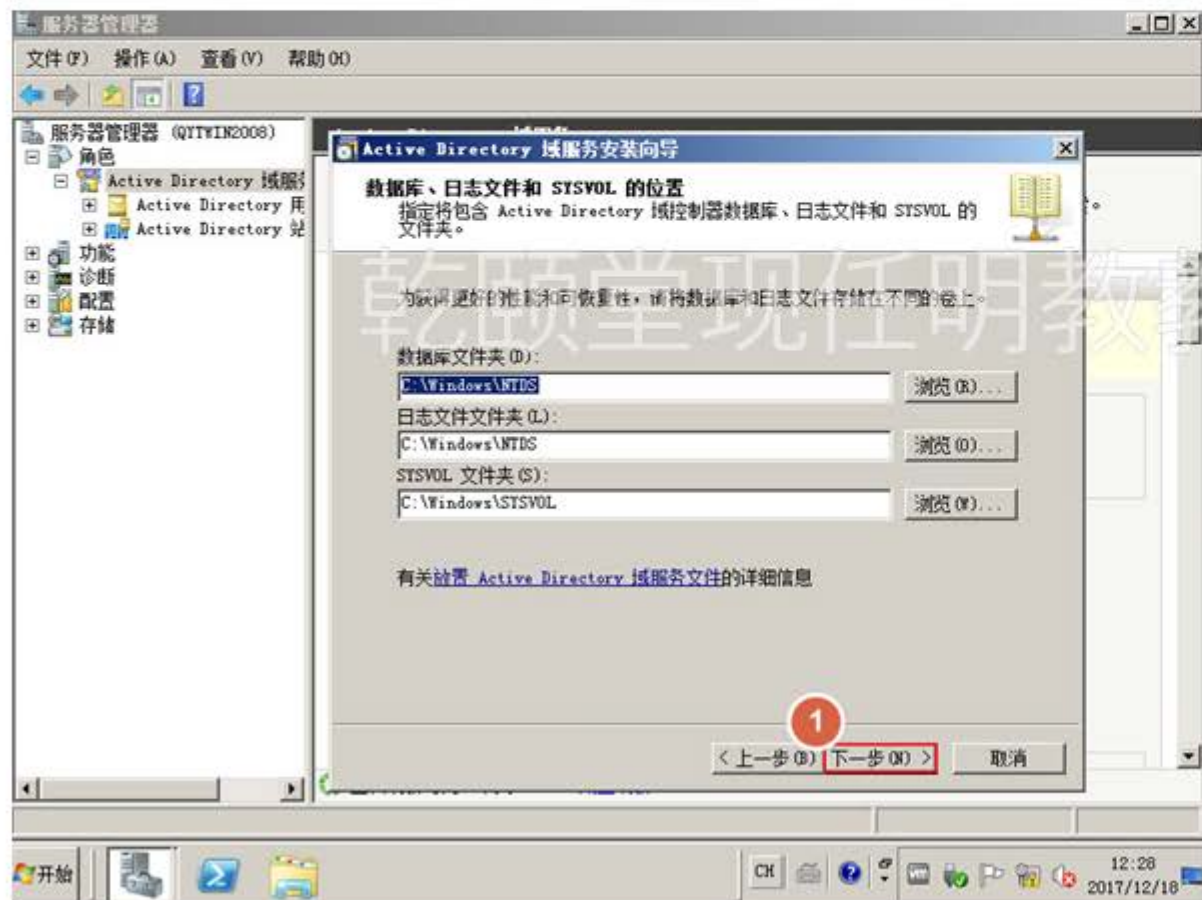 服务器管理器
文件(F) 操作(A) 查看(V) 帮助(H)
服务器管理器 (QYTWIN2008)
角色
Active Directory 域服务
Active Directory 用
Active Directory 站
功能
诊断
配置
存储
Active Directory 域服务安装向导
数据库、日志文件和 SYSVOL 的位置
指定将包含 Active Directory 域控制器数据库、日志文件和 SYSVOL 的
文件夹。
乾颐堂现任明教教
为获得更好的性能和可恢复性，请将数据库和日志文件存储在不同的卷上。
数据库文件夹(D):
C:\Windows\NTDS
浏览(R)...
日志文件文件夹(L):
C:\Windows\NTDS
浏览(O)...
SYSVOL 文件夹(S):
C:\Windows\SYSVOL
浏览(W)...
有关放置 Active Directory 域服务文件的详细信息
1
< 上一步(B) 下一步(N) > 取消
开始
CH
12:28
2017/12/18